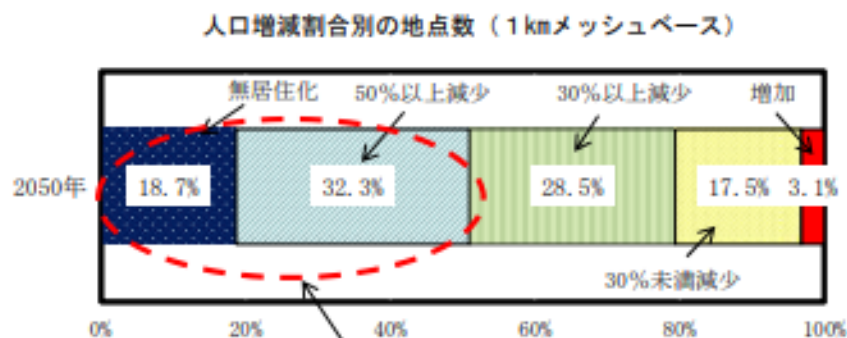 人口増減割合別の地点数（１kmメッシュベース）
無居住化
50%以上減少
30%以上減少
増加
2050年
18.7%
32.3%
28.5%
17.5%
3.1%
30%未満減少
0%
20%
40%
60%
80%
100%